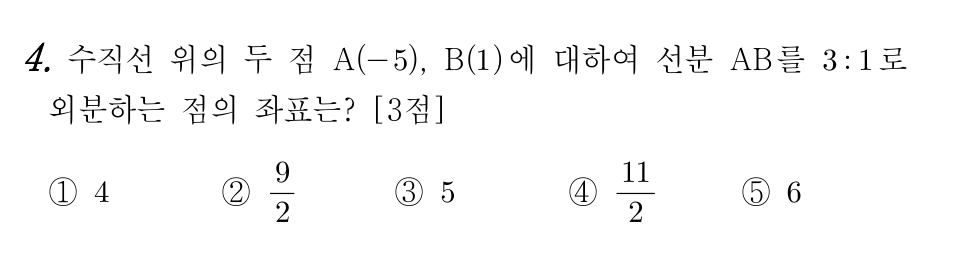 4. 수직선 위의 두 점 A(−5), B(1)에 대하여 선분 AB를 3:1로
외분하는 점의 좌표는? [3점]
① 4 ② 9/2 ③ 5 ④ 11/2 ⑤ 6